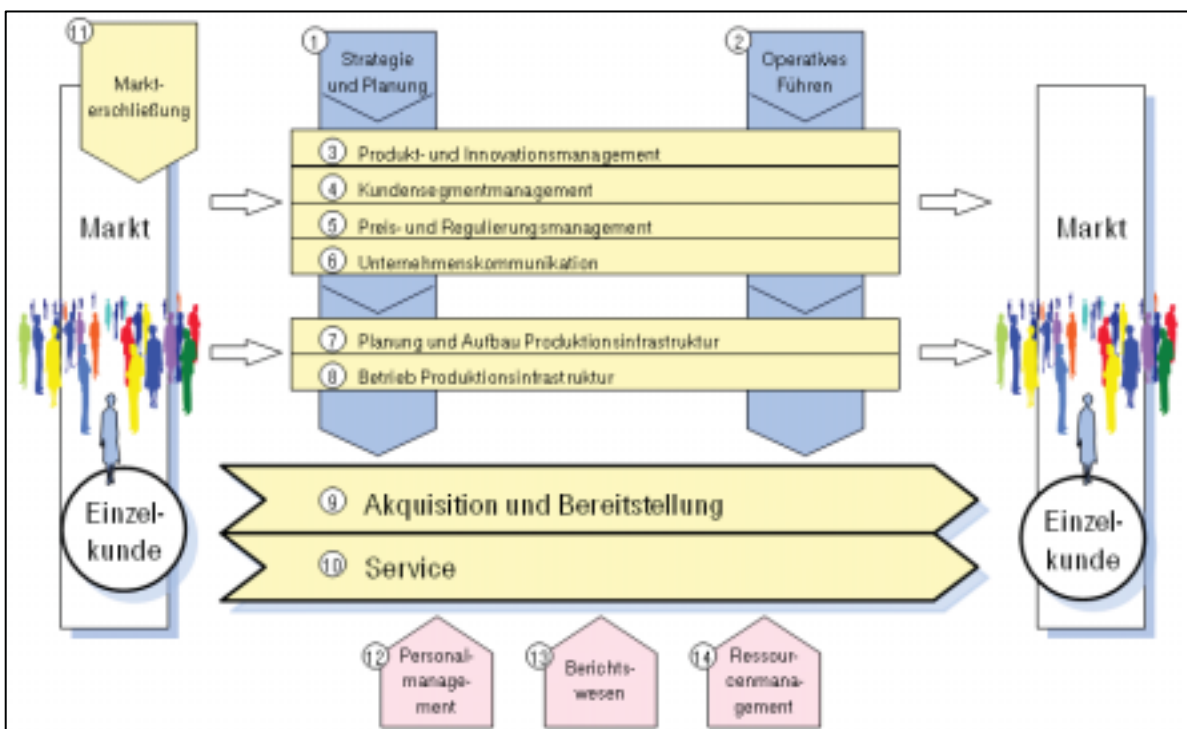 11
Markt-
erschließung
1
Strategie
und Planung
2
Operatives
Führen
3 Produkt- und Innovationsmanagement
4 Kundensegmentmanagement
5 Preis- und Regulierungsmanagement
6 Unternehmenskommunikation
Markt
Markt
7 Planung und Aufbau Produktionsinfrastruktur
8 Betrieb Produktionsinfrastruktur
Einzel-
kunde
9 Akquisition und Bereitstellung
10 Service
Einzel-
kunde
12 Personal-
manage-
ment
13 Berichts-
wesen
14 Ressour-
cenmana-
gement